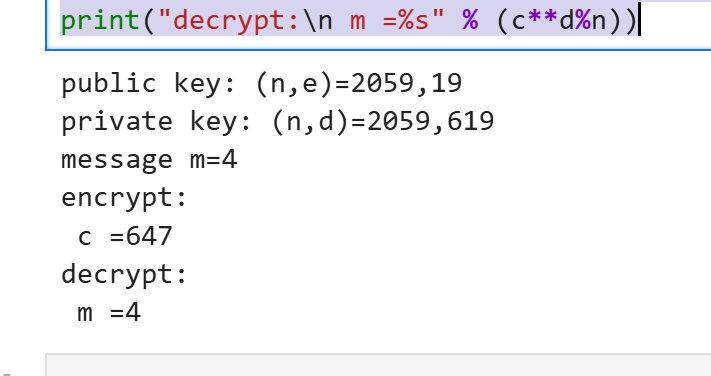 print("decrypt:\n m =%s" % (c**d%n))
public key: (n,e)=2059,19
private key: (n,d)=2059,619
message m=4
encrypt:
 c =647
decrypt:
 m =4